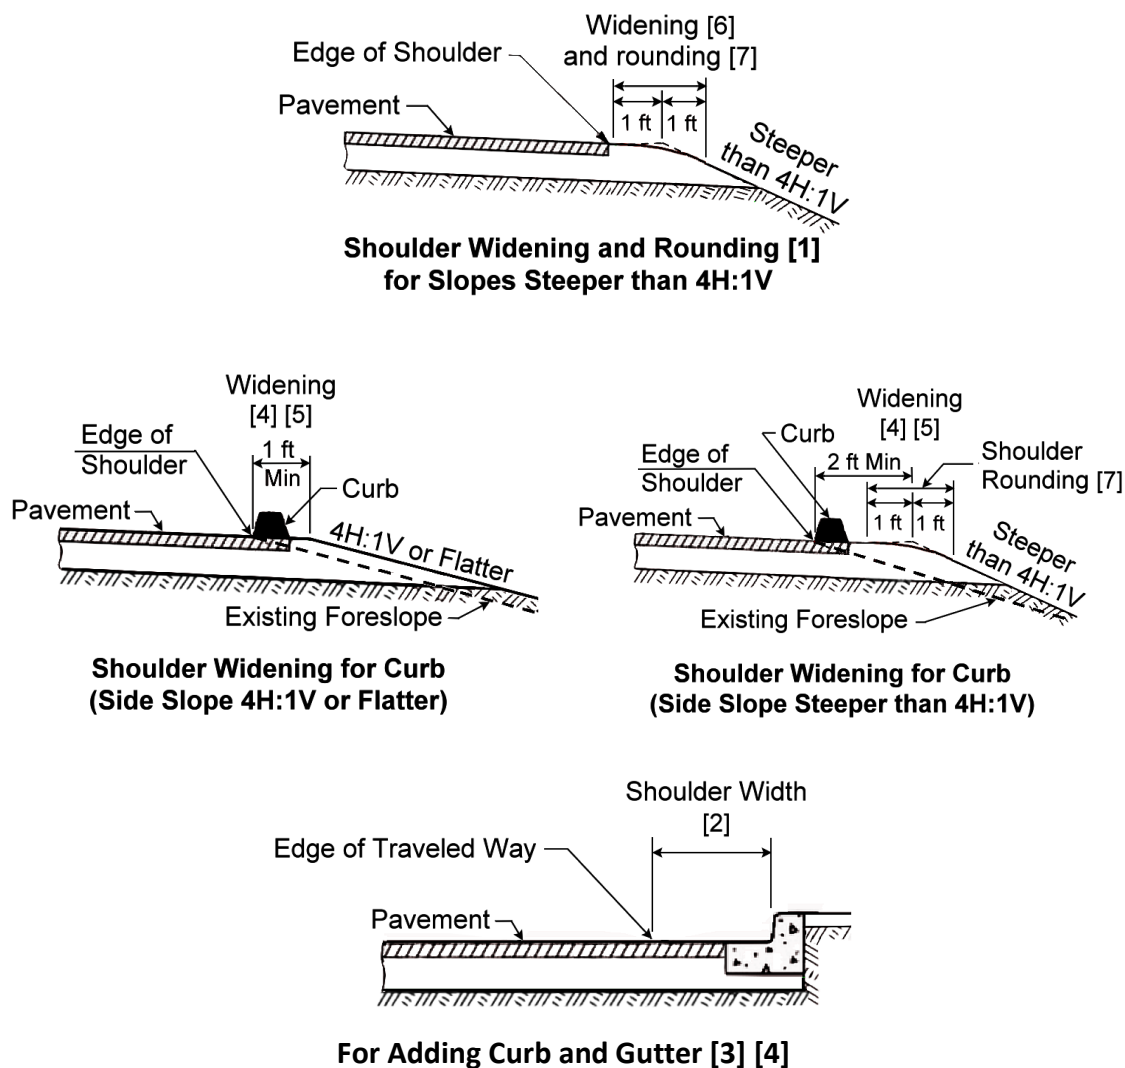 Widening [6]
and rounding [7]
Edge of Shoulder
Pavement
1 ft
1 ft
Steeper
than 4H:1V
Shoulder Widening and Rounding [1]
for Slopes Steeper than 4H:1V
Widening
[4] [5]
Edge of
Shoulder
1 ft
Min
Curb
Pavement
4H:1V or Flatter
Existing Foreslope
Shoulder Widening for Curb
(Side Slope 4H:1V or Flatter)
Widening
[4] [5]
Curb
Edge of
Shoulder
2 ft Min
Shoulder
Rounding [7]
Pavement
1 ft
1 ft
Steeper
than 4H:1V
Existing Foreslope
Shoulder Widening for Curb
(Side Slope Steeper than 4H:1V)
Shoulder Width
[2]
Edge of Traveled Way
Pavement
For Adding Curb and Gutter [3] [4]